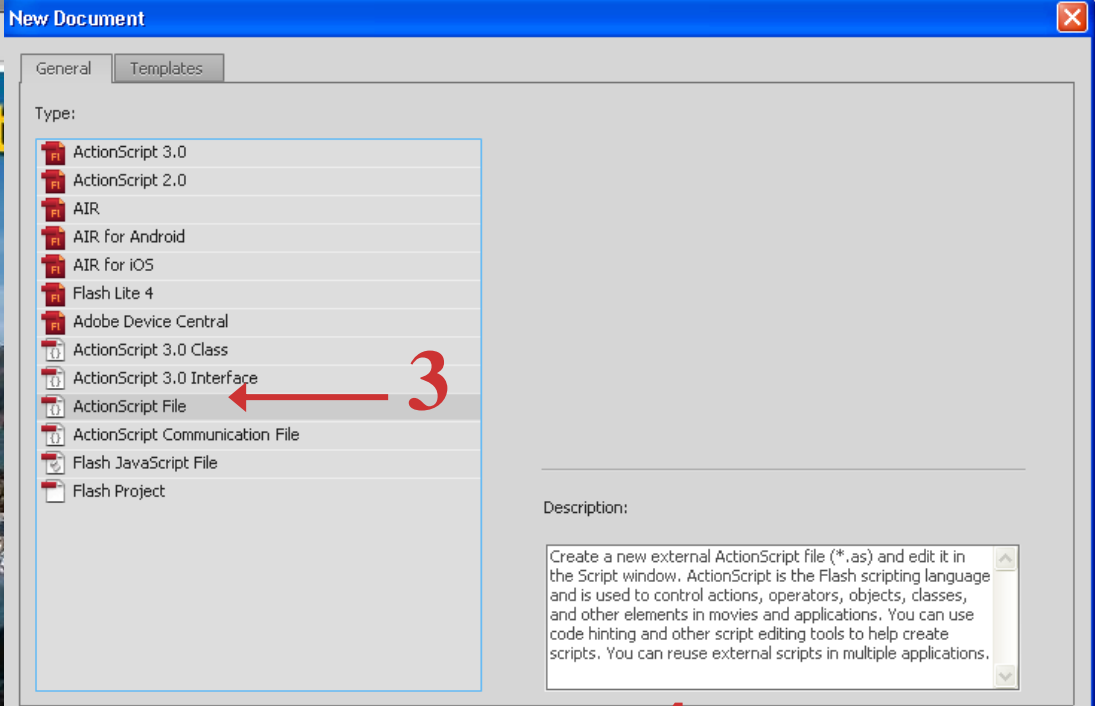 New Document
General
Templates
Type:
ActionScript 3.0
ActionScript 2.0
AIR
AIR for Android
AIR for iOS
Flash Lite 4
Adobe Device Central
ActionScript 3.0 Class
ActionScript 3.0 Interface
ActionScript File
ActionScript Communication File
Flash JavaScript File
Flash Project
3
Description:
Create a new external ActionScript file (*.as) and edit it in
the Script window. ActionScript is the Flash scripting language
and is used to control actions, operators, objects, classes,
and other elements in movies and applications. You can use
code hinting and other script editing tools to help create
scripts. You can reuse external scripts in multiple applications.